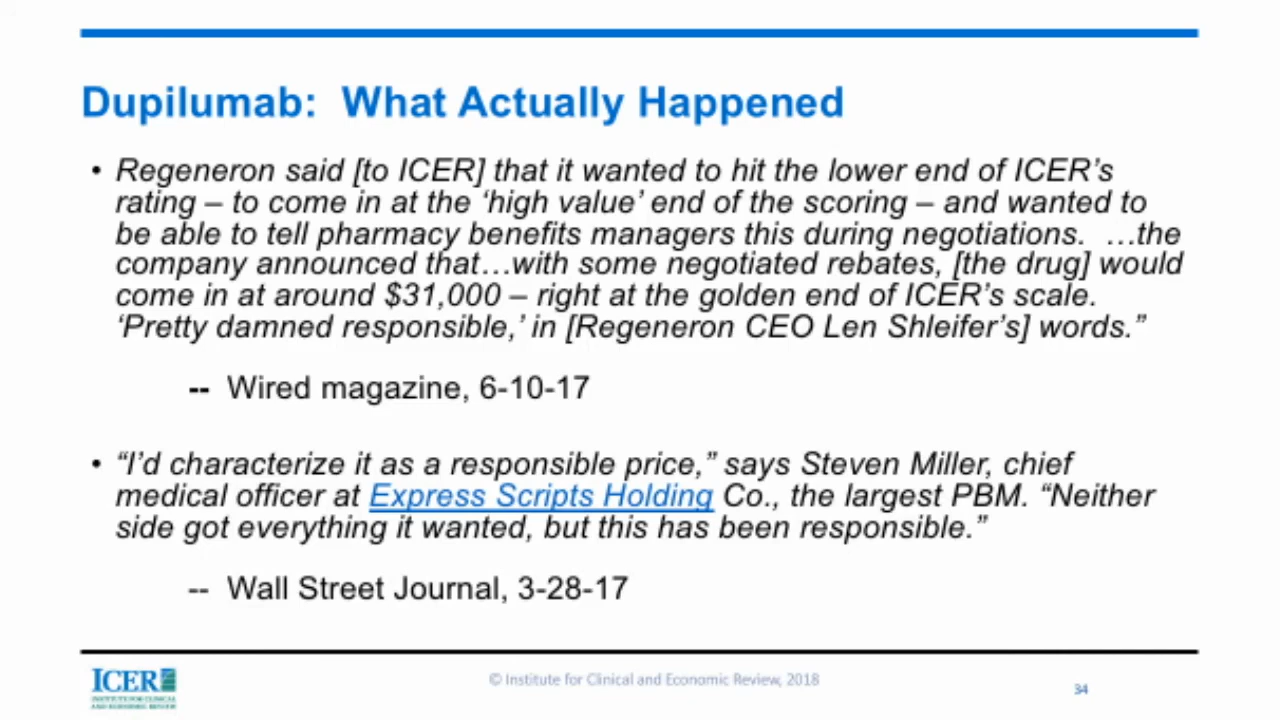 Dupilumab: What Actually Happened
• Regeneron said [to ICER] that it wanted to hit the lower end of ICER’s
rating – to come in at the ‘high value’ end of the scoring – and wanted to
be able to tell pharmacy benefits managers this during negotiations. …the
company announced that…with some negotiated rebates, [the drug] would
come in at around $31,000 – right at the golden end of ICER’s scale.
‘Pretty damned responsible,’ in [Regeneron CEO Len Shleifer’s] words.”
-- Wired magazine, 6-10-17
• “I’d characterize it as a responsible price,” says Steven Miller, chief
medical officer at Express Scripts Holding Co., the largest PBM. “Neither
side got everything it wanted, but this has been responsible.”
-- Wall Street Journal, 3-28-17
ICER
INSTITUTE FOR CLINICAL
AND ECONOMIC REVIEW
© Institute for Clinical and Economic Review, 2018
34